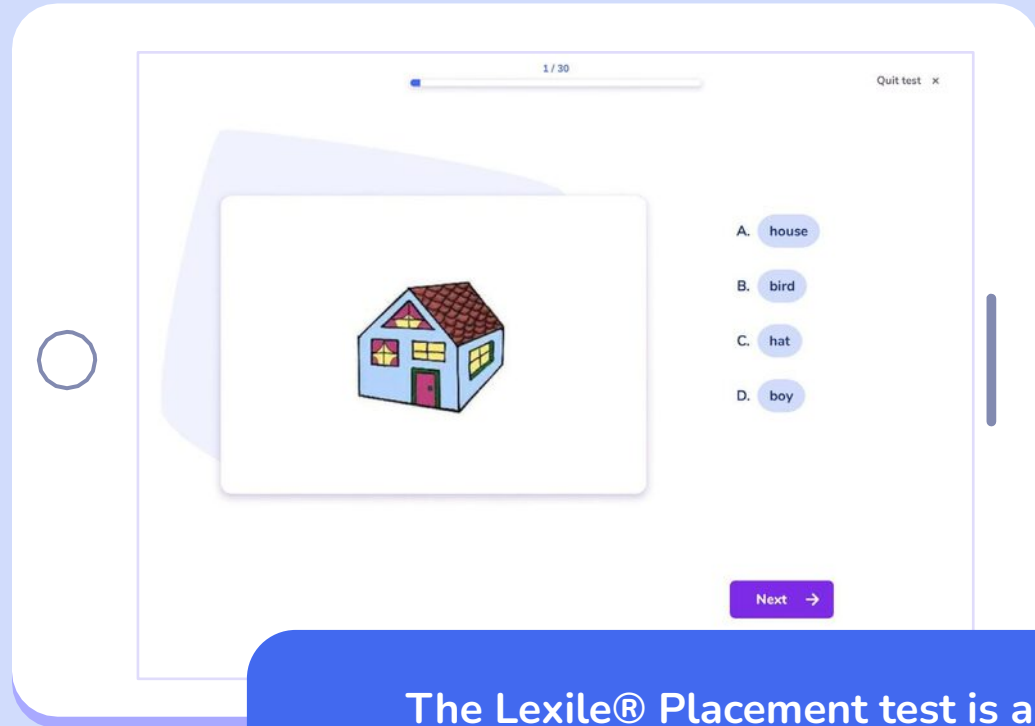 1 / 30
Quit test ×
A. house
B. bird
C. hat
D. boy
Next →
The Lexile® Placement test is a